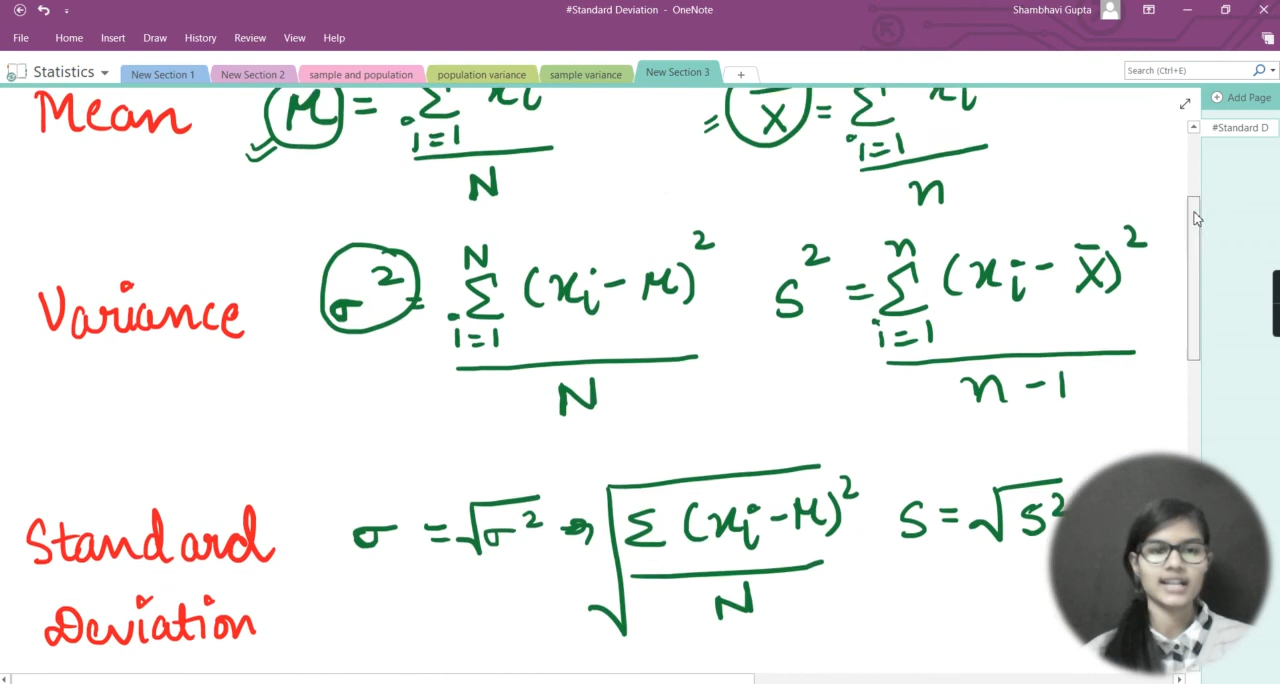 #Standard Deviation - OneNote
Shambhavi Gupta
File Home Insert Draw History Review View Help
Statistics
New Section 1
New Section 2
sample and population
population variance
sample variance
New Section 3
+
Search (Ctrl+E)
Add Page
#Standard D
Mean
μ = Σ xi
i=1
N
x̄ = Σ xi
i=1
n
Variance
σ² = Σ (xi - μ)²
N
i=1
N
s² = Σ (xi - x̄)²
n
i=1
n - 1
Standard
Deviation
σ = √σ² → √Σ (xi - μ)²
N
s = √s²